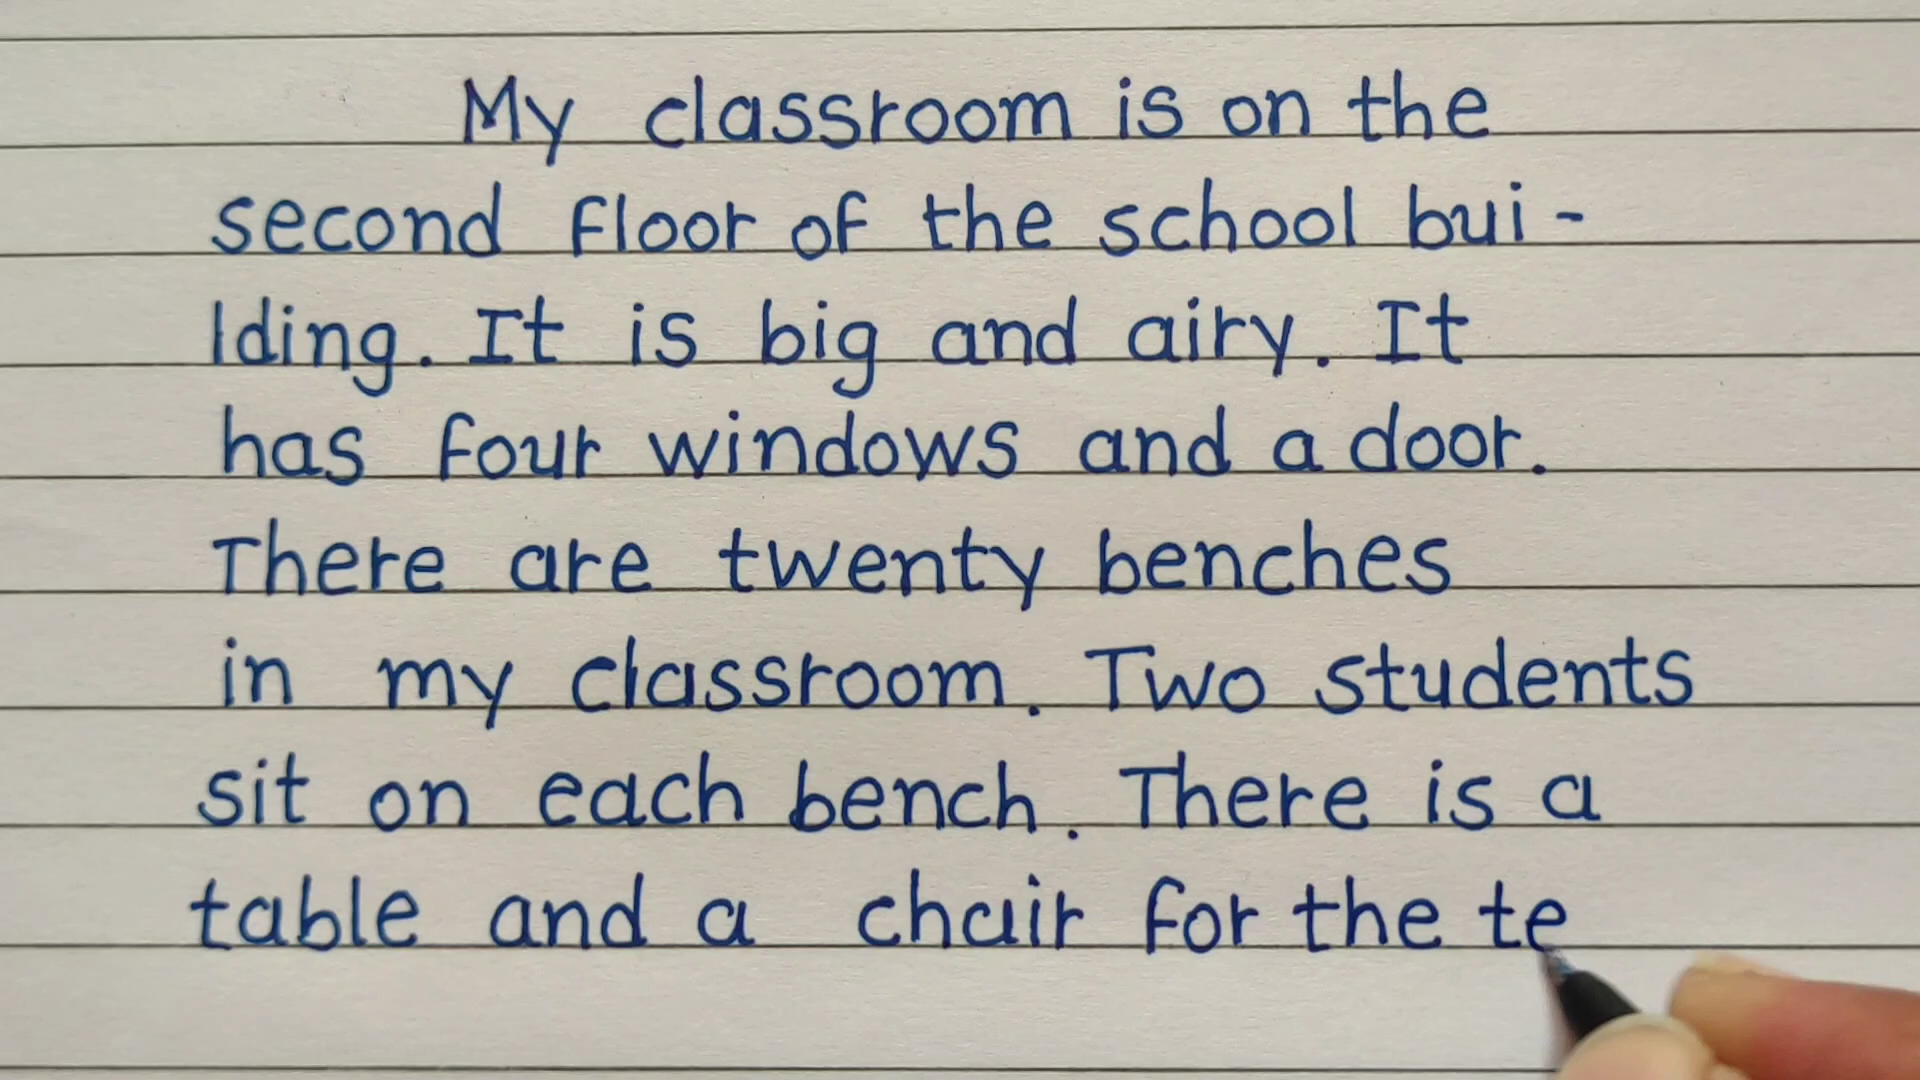 My classroom is on the
second floor of the school bui-
lding. It is big and airy. It
has four windows and a door.
There are twenty benches
in my classroom. Two students
sit on each bench. There is a
table and a chair for the te